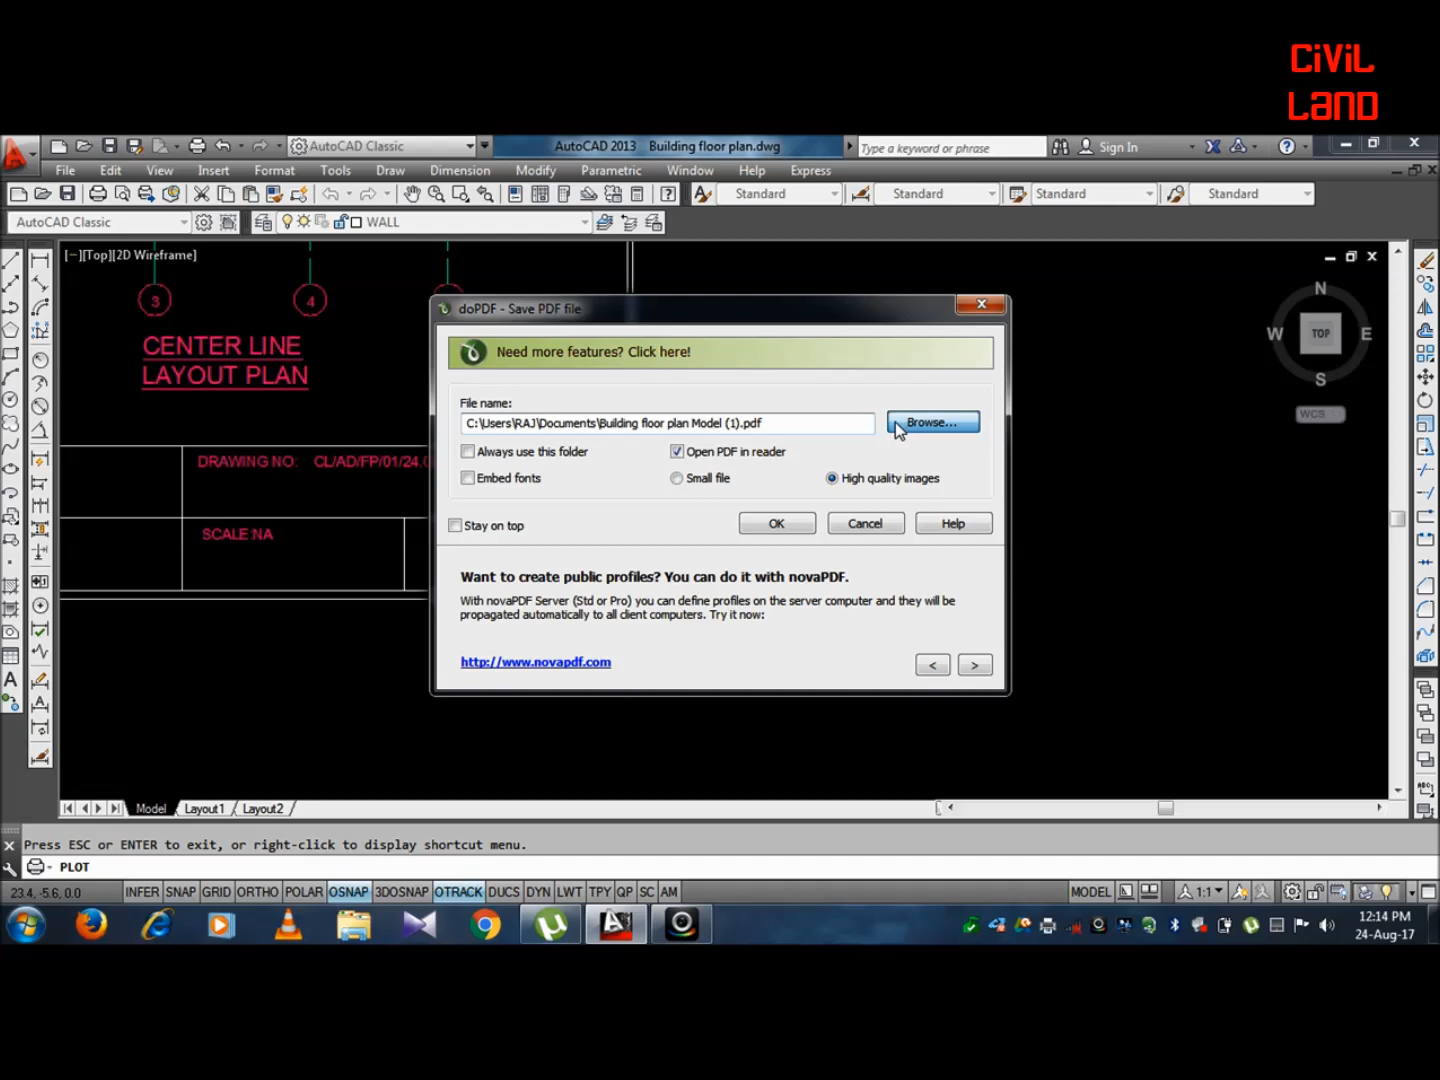 CiViL
LanD
AutoCAD Classic
AutoCAD 2013 Building floor plan.dwg
Type a keyword or phrase
Sign In
File Edit View Insert Format Tools Draw Dimension Modify Parametric Window Help Express
Standard Standard Standard Standard
AutoCAD Classic
WALL
[−][Top][2D Wireframe]
3
4
CENTER LINE
LAYOUT PLAN
DRAWING NO: CL/AD/FP/01/24.0
SCALE:NA
N
W TOP E
S
WCS
doPDF - Save PDF file
Need more features? Click here!
File name:
C:\Users\RAJ\Documents\Building floor plan Model (1).pdf
Browse...
Always use this folder
Open PDF in reader
Embed fonts
Small file
High quality images
Stay on top
OK
Cancel
Help
Want to create public profiles? You can do it with novaPDF.
With novaPDF Server (Std or Pro) you can define profiles on the server computer and they will be
propagated automatically to all client computers. Try it now:
http://www.novapdf.com
< >
Model Layout1 Layout2
Press ESC or ENTER to exit, or right-click to display shortcut menu.
PLOT
23.4, -5.6, 0.0
INFER SNAP GRID ORTHO POLAR OSNAP 3DOSNAP OTRACK DUCS DYN LWT TPY QP SC AM
MODEL
1:1
12:14 PM
24-Aug-17